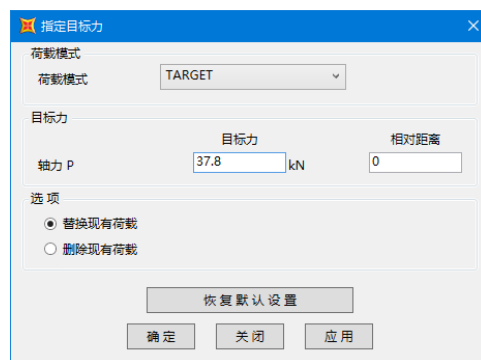 指定目标力
荷载模式
荷载模式 TARGET
目标力
目标力 相对距离
轴力 P 37.8 kN 0
选项
替换现有荷载
删除现有荷载
恢复默认设置
确定 关闭 应用